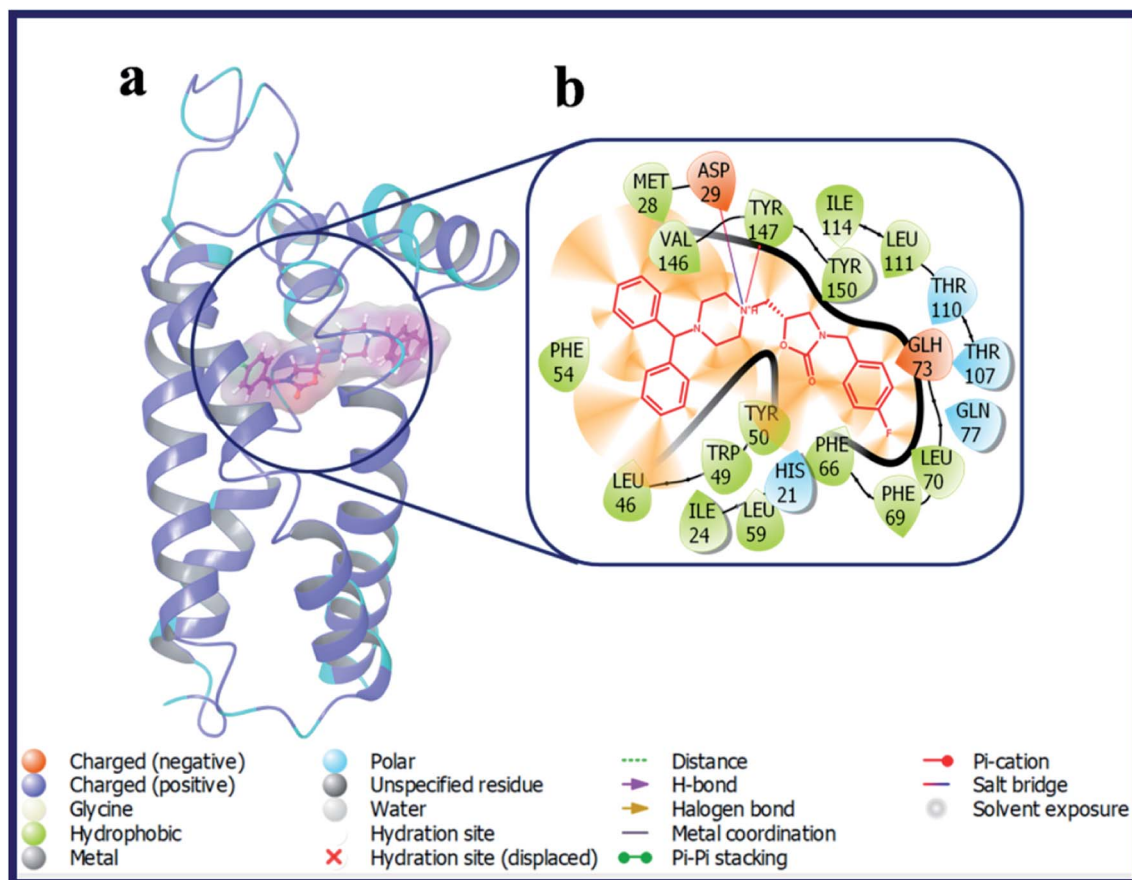 a
b
MET
28
ASP
29
VAL
146
TYR
147
ILE
114
LEU
111
TYR
150
THR
110
GLH
73
THR
107
GLN
77
PHE
54
N
N⁺H
O
N
O
F
TYR
50
TRP
49
LEU
46
HIS
21
ILE
24
LEU
59
PHE
66
PHE
69
LEU
70
Charged (negative)
Charged (positive)
Glycine
Hydrophobic
Metal
Polar
Unspecified residue
Water
Hydration site
Hydration site (displaced)
Distance
H-bond
Halogen bond
Metal coordination
Pi-Pi stacking
Pi-cation
Salt bridge
Solvent exposure